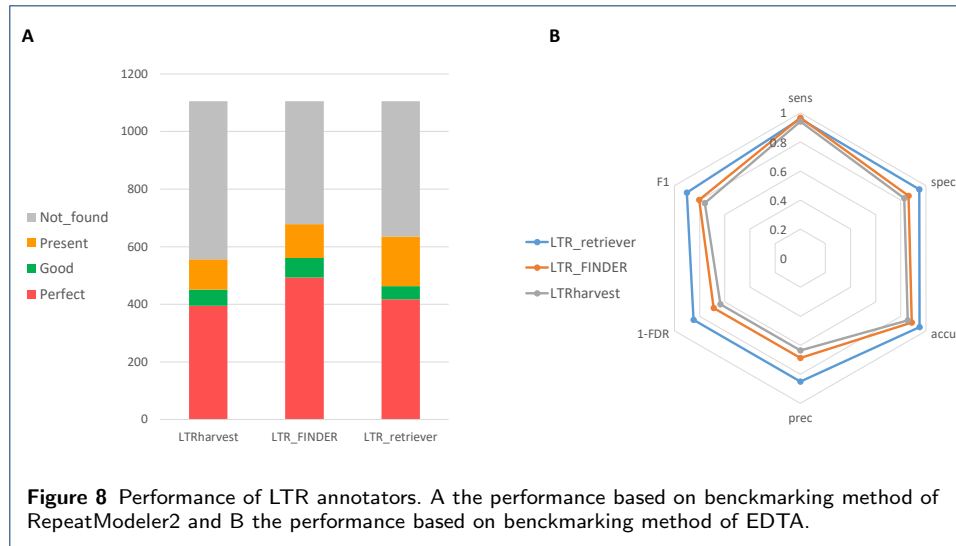 A
1200
1000
800
600
400
200
0
Not_found
Present
Good
Perfect
LTRharvest
LTR_FINDER
LTR_retriever
B
sens
1
0.8
0.6
0.4
0.2
0
spec
accu
prec
1-FDR
F1
LTR_retriever
LTR_FINDER
LTRharvest
Figure 8 Performance of LTR annotators. A the performance based on benckmarking method of
RepeatModeler2 and B the performance based on benckmarking method of EDTA.